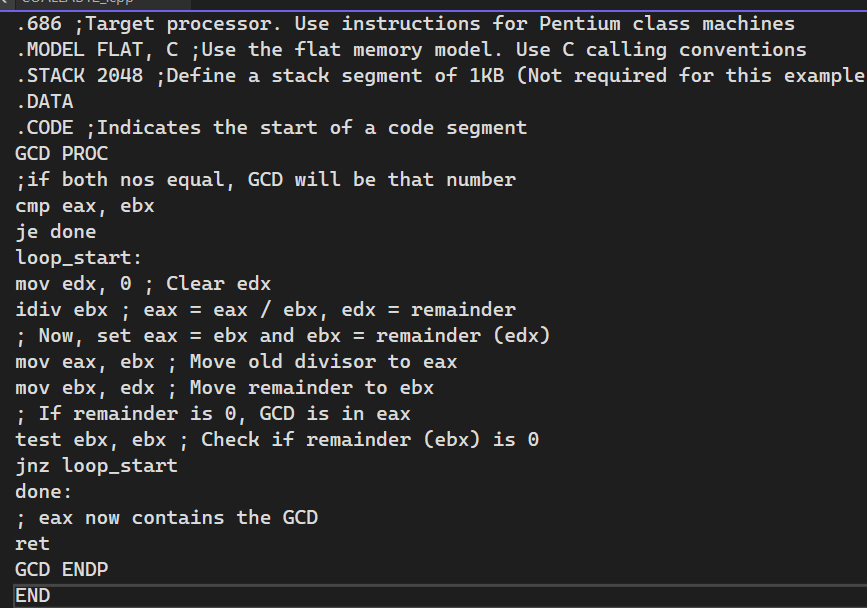 .686 ;Target processor. Use instructions for Pentium class machines
.MODEL FLAT, C ;Use the flat memory model. Use C calling conventions
.STACK 2048 ;Define a stack segment of 1KB (Not required for this example
.DATA
.CODE ;Indicates the start of a code segment
GCD PROC
;if both nos equal, GCD will be that number
cmp eax, ebx
je done
loop_start:
mov edx, 0 ; Clear edx
idiv ebx ; eax = eax / ebx, edx = remainder
; Now, set eax = ebx and ebx = remainder (edx)
mov eax, ebx ; Move old divisor to eax
mov ebx, edx ; Move remainder to ebx
; If remainder is 0, GCD is in eax
test ebx, ebx ; Check if remainder (ebx) is 0
jnz loop_start
done:
; eax now contains the GCD
ret
GCD ENDP
END